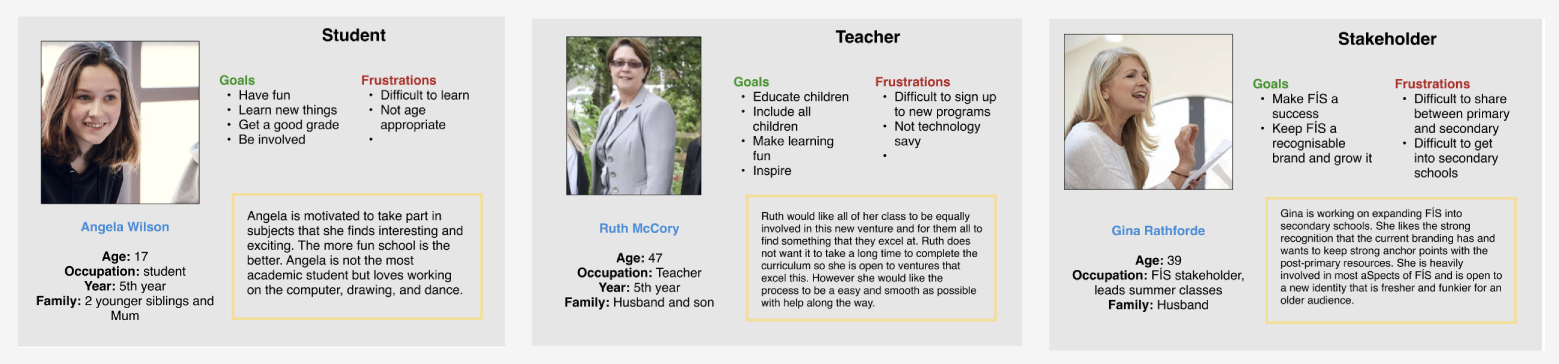 Student
Goals
• Have fun
• Learn new things
• Get a good grade
• Be involved
Frustrations
• Difficult to learn
• Not age
appropriate
•
Angela Wilson
Age: 17
Occupation: student
Year: 5th year
Family: 2 younger siblings and
Mum
Angela is motivated to take part in
subjects that she finds interesting and
exciting. The more fun school is the
better. Angela is not the most
academic student but loves working
on the computer, drawing, and dance.
Teacher
Goals
• Educate children
• Include all
children
• Make learning
fun
• Inspire
Frustrations
• Difficult to sign up
to new programs
• Not technology
savy
•
Ruth McCory
Age: 47
Occupation: Teacher
Year: 5th year
Family: Husband and son
Ruth would like all of her class to be equally
involved in this new venture and for them all to
find something that they excel at. Ruth does
not want it to take a long time to complete the
curriculum so she is open to ventures that
excel this. However she would like the
process to be a easy and smooth as possible
with help along the way.
Stakeholder
Goals
• Make FÍS a
success
• Keep FÍS a
recognisable
brand and grow it
Frustrations
• Difficult to share
between primary
and secondary
• Difficult to get
into secondary
schools
Gina Rathforde
Age: 39
Occupation: FÍS stakeholder,
leads summer classes
Family: Husband
Gina is working on expanding FÍS into
secondary schools. She likes the strong
recognition that the current branding has and
wants to keep strong anchor points with the
post-primary resources. She is heavily
involved in most aSpects of FÍS and is open to
a new identity that is fresher and funkier for an
older audience.